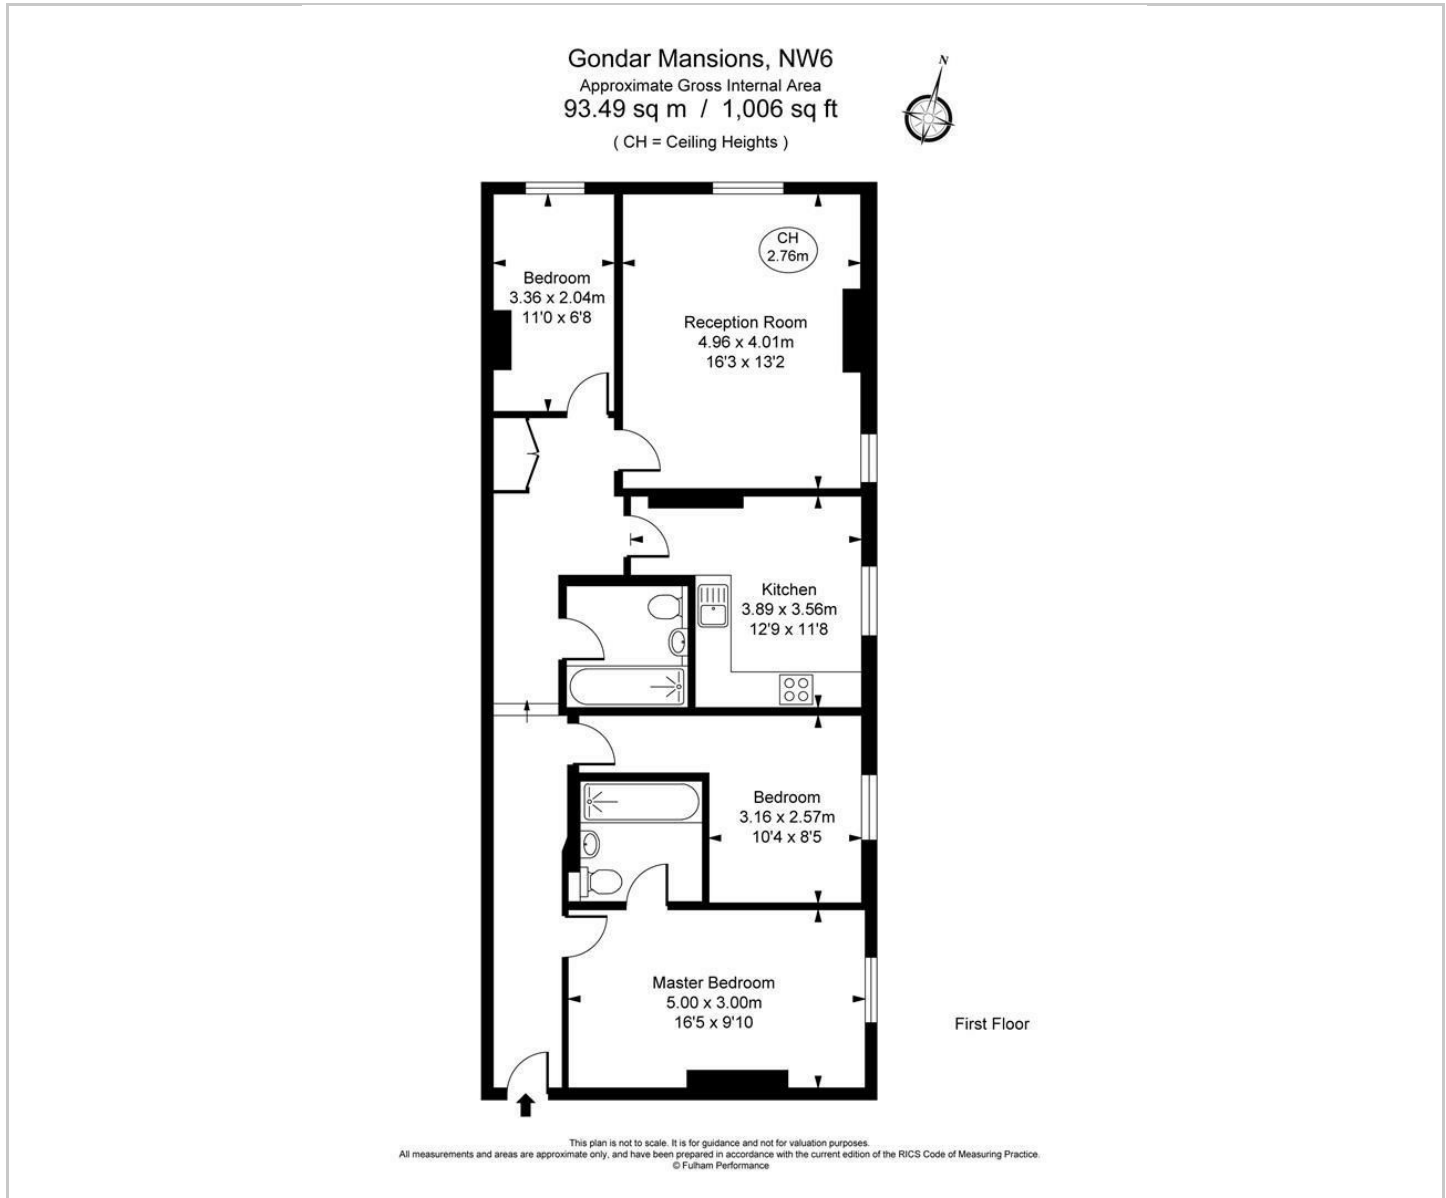 Gondar Mansions, NW6
Approximate Gross Internal Area
93.49 sq m / 1,006 sq ft
( CH = Ceiling Heights )
N
CH
2.76m
Bedroom
3.36 x 2.04m
11'0 x 6'8
Reception Room
4.96 x 4.01m
16'3 x 13'2
Kitchen
3.89 x 3.56m
12'9 x 11'8
Bedroom
3.16 x 2.57m
10'4 x 8'5
Master Bedroom
5.00 x 3.00m
16'5 x 9'10
First Floor
This plan is not to scale. It is for guidance and not for valuation purposes.
All measurements and areas are approximate only, and have been prepared in accordance with the current edition of the RICS Code of Measuring Practice.
© Fulham Performance